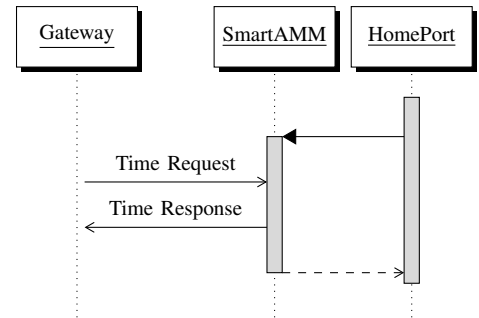 Gateway
SmartAMM
HomePort
Time Request
Time Response